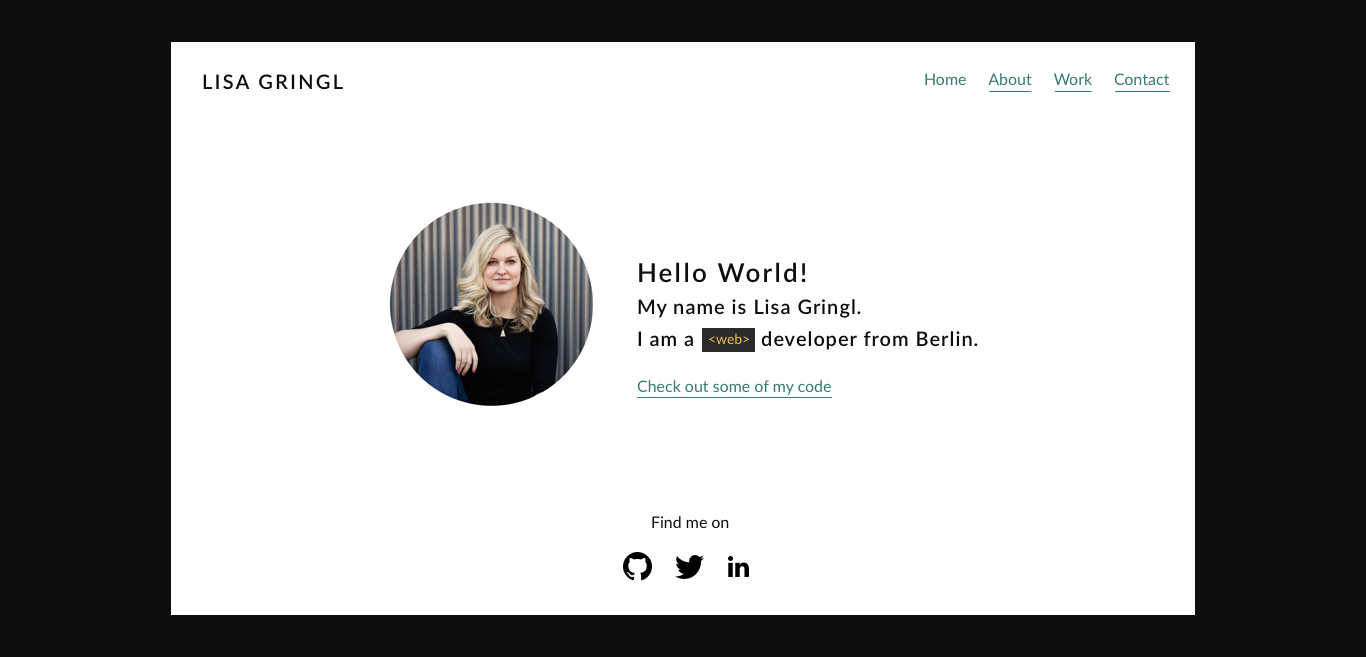 LISA GRINGL
Home About Work Contact
Hello World!
My name is Lisa Gringl.
I am a <web> developer from Berlin.
Check out some of my code
Find me on
in